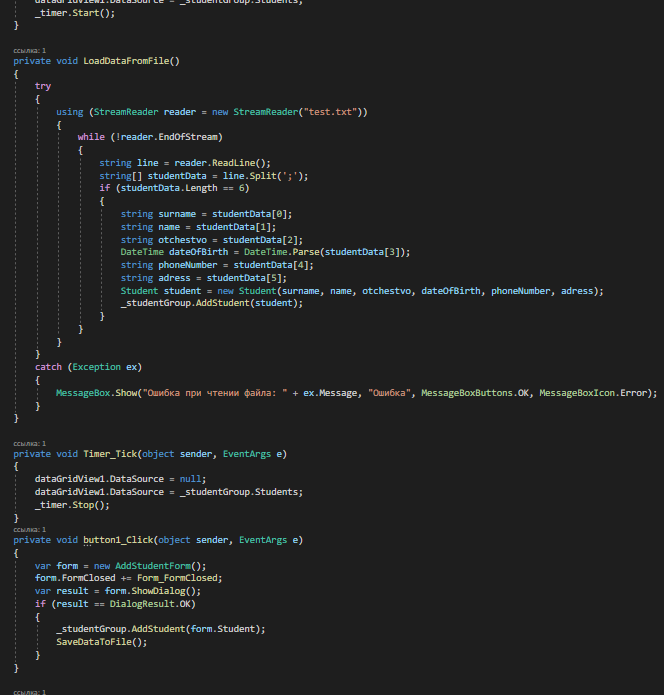 dataGridView1.DataSource = _studentGroup.Students;
_timer.Start();
}
ссылка: 1
private void LoadDataFromFile()
{
try
{
using (StreamReader reader = new StreamReader("test.txt"))
{
while (!reader.EndOfStream)
{
string line = reader.ReadLine();
string[] studentData = line.Split(';');
if (studentData.Length == 6)
{
string surname = studentData[0];
string name = studentData[1];
string otchestvo = studentData[2];
DateTime dateOfBirth = DateTime.Parse(studentData[3]);
string phoneNumber = studentData[4];
string adress = studentData[5];
Student student = new Student(surname, name, otchestvo, dateOfBirth, phoneNumber, adress);
_studentGroup.AddStudent(student);
}
}
}
}
catch (Exception ex)
{
MessageBox.Show("Ошибка при чтении файла: " + ex.Message, "Ошибка", MessageBoxButtons.OK, MessageBoxIcon.Error);
}
}
ссылка: 1
private void Timer_Tick(object sender, EventArgs e)
{
dataGridView1.DataSource = null;
dataGridView1.DataSource = _studentGroup.Students;
_timer.Stop();
}
ссылка: 1
private void button1_Click(object sender, EventArgs e)
{
var form = new AddStudentForm();
form.FormClosed += Form_FormClosed;
var result = form.ShowDialog();
if (result == DialogResult.OK)
{
_studentGroup.AddStudent(form.Student);
SaveDataToFile();
}
}
ссылка: 1